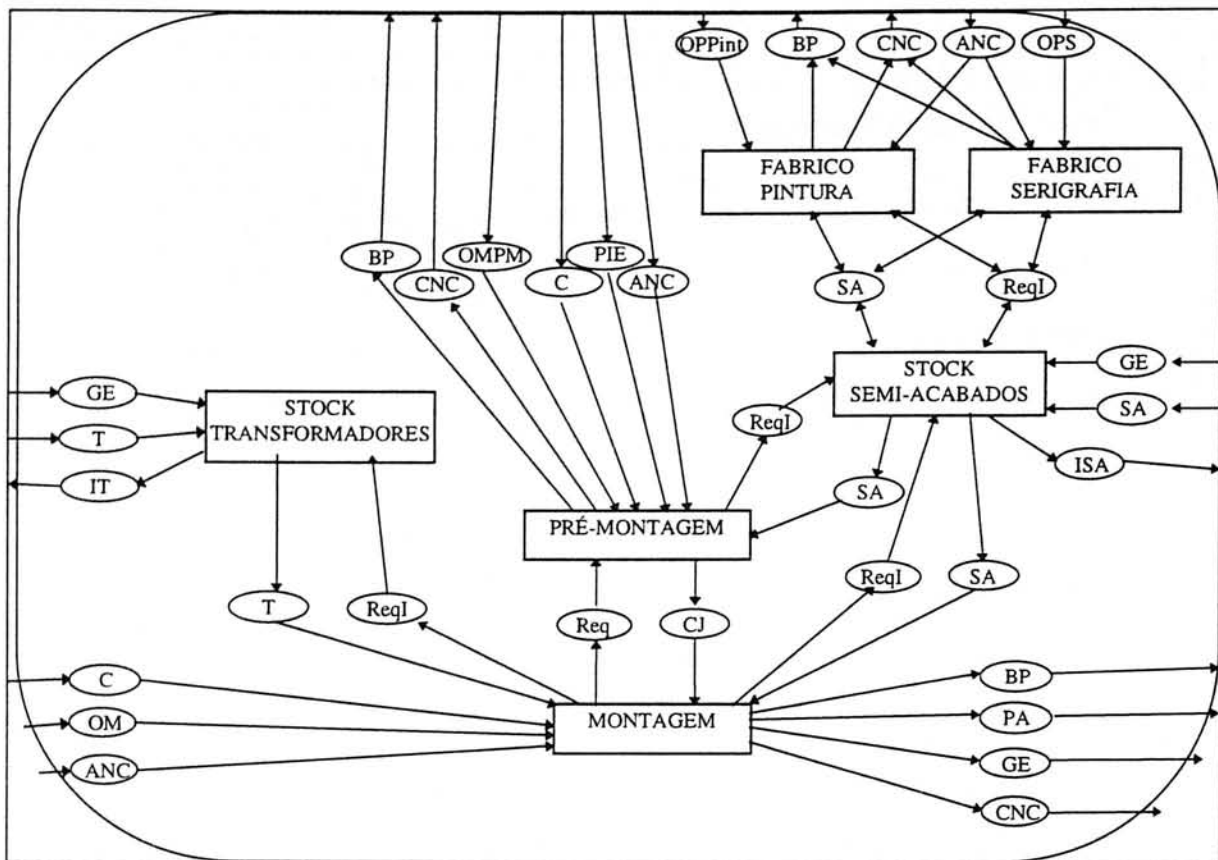 OPPint BP CNC ANC OPS
FABRICO
PINTURA
FABRICO
SERIGRAFIA
BP OMPM PIE
CNC C ANC
SA ReqI
GE
STOCK
TRANSFORMADORES
STOCK
SEMI-ACABADOS
GE
T
ReqI
SA
IT
ISA
SA
PRÉ-MONTAGEM
T ReqI
ReqI SA
Req CJ
C
BP
OM
MONTAGEM
PA
ANC
GE
CNC